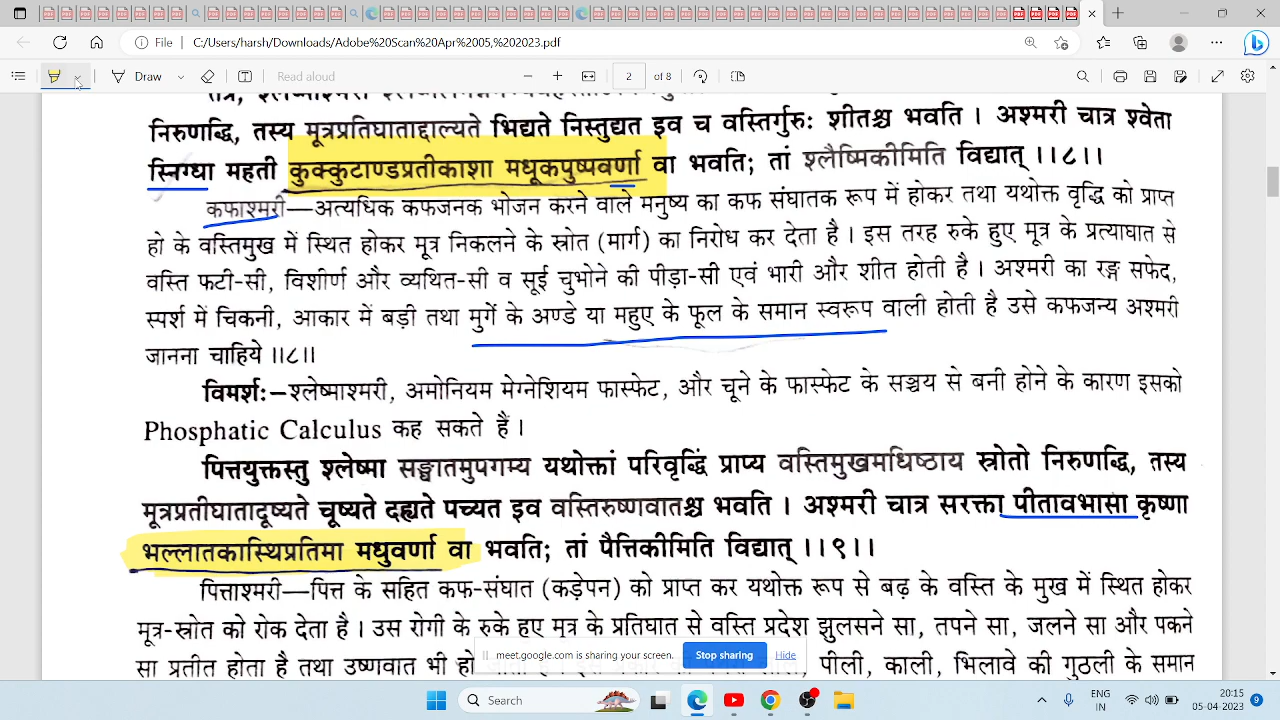 File
C:/Users/harsh/Downloads/Adobe%20Scan%20Apr%2005,%202023.pdf
Draw
Read aloud
2
of 8
निरुणद्धि, तस्य मूत्रप्रतिघाताद्दाल्यते भिद्यते निस्तुद्यत इव च वस्तिर्गुरुः शीतश्च भवति । अश्मरी चात्र श्वेता
स्निग्धा महती कुक्कुटाण्डप्रतीकाशा मधूकपुष्पवर्णा वा भवति; तां श्लैष्मिकीमिति विद्यात् ।।८।।
कफाश्मरी—अत्यधिक कफजनक भोजन करने वाले मनुष्य का कफ संघातक रूप में होकर तथा यथोक्त वृद्धि को प्राप्त
हो के वस्तिमुख में स्थित होकर मूत्र निकलने के स्रोत (मार्ग) का निरोध कर देता है । इस तरह रुके हुए मूत्र के प्रत्याघात से
वस्ति फटी-सी, विशीर्ण और व्यथित-सी व सूई चुभोने की पीड़ा-सी एवं भारी और शीत होती है । अश्मरी का रङ्ग सफेद,
स्पर्श में चिकनी, आकार में बड़ी तथा मुर्गे के अण्डे या महुए के फूल के समान स्वरूप वाली होती है उसे कफजन्य अश्मरी
जानना चाहिये ।।८।।
विमर्शः—श्लेष्माश्मरी, अमोनियम मेग्नेशियम फास्फेट, और चूने के फास्फेट के सञ्चय से बनी होने के कारण इसको
Phosphatic Calculus कह सकते हैं ।
पित्तयुक्तस्तु श्लेष्मा सङ्घातमुपगम्य यथोक्तां परिवृद्धिं प्राप्य वस्तिमुखमधिष्ठाय स्रोतो निरुणद्धि, तस्य
मूत्रप्रतीघातादूष्यते चूष्यते दह्यते पच्यत इव वस्तिरुष्णवातश्च भवति । अश्मरी चात्र सरक्ता पीतावभासा कृष्णा
भल्लातकास्थिप्रतिमा मधुवर्णा वा भवति; तां पैत्तिकीमिति विद्यात् ।।९।।
पित्ताश्मरी—पित्त के सहित कफ-संघात (कड़ेपन) को प्राप्त कर यथोक्त रूप से बढ़ के वस्ति के मुख में स्थित होकर
मूत्र-स्रोत को रोक देता है । उस रोगी के रुके हुए मूत्र के प्रतिघात से वस्ति प्रदेश झुलसने सा, तपने सा, जलने सा और पकने
सा प्रतीत होता है तथा उष्णवात भी हो पीली, काली, भिलावे की गुठली के समान
meet.google.com is sharing your screen.
Stop sharing
Hide
Search
ENG
IN
20:15
05-04-2023
9